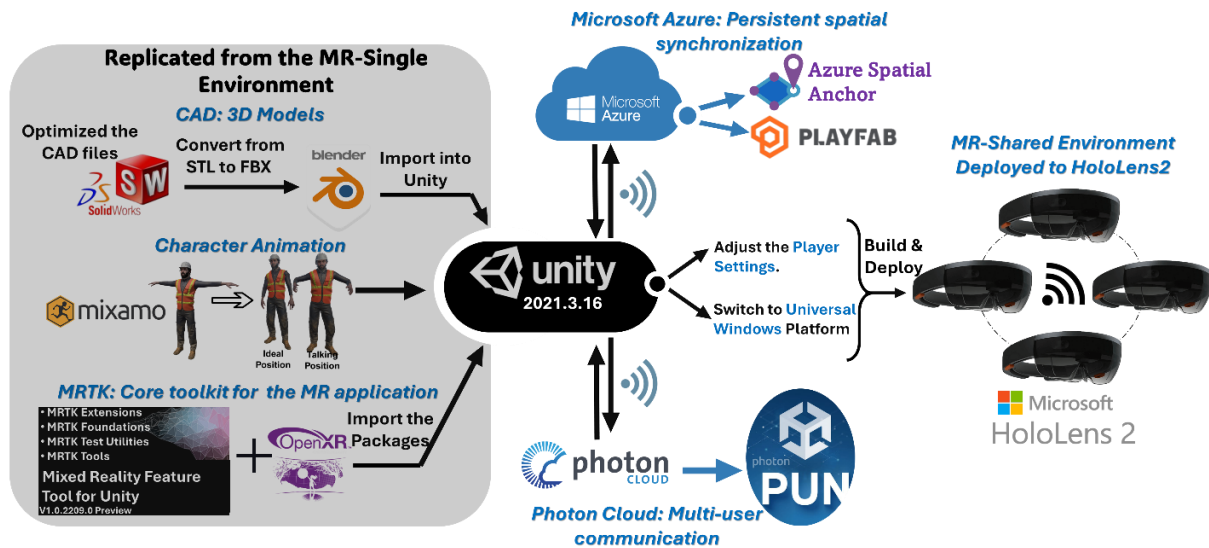 Replicated from the MR-Single
Environment
CAD: 3D Models
Optimized the
CAD files
SW
DS
SolidWorks
Convert from
STL to FBX
blender
Import into
Unity
Character Animation
mixamo
Ideal
Position
Talking
Position
MRTK: Core toolkit for the MR application
• MRTK Extensions
• MRTK Foundations
• MRTK Test Utilities
• MRTK Tools
Mixed Reality Feature
Tool for Unity
V1.0.2209.0 Preview
+
OpenXR
Import the
Packages
Microsoft Azure: Persistent spatial
synchronization
Microsoft
Azure
Azure Spatial
Anchor
PLAYFAB
unity
2021.3.16
Adjust the Player
Settings.
Switch to Universal
Windows Platform
Build &
Deploy
photon
CLOUD
photon
PUN
Photon Cloud: Multi-user
communication
MR-Shared Environment
Deployed to HoloLens2
Microsoft
HoloLens 2